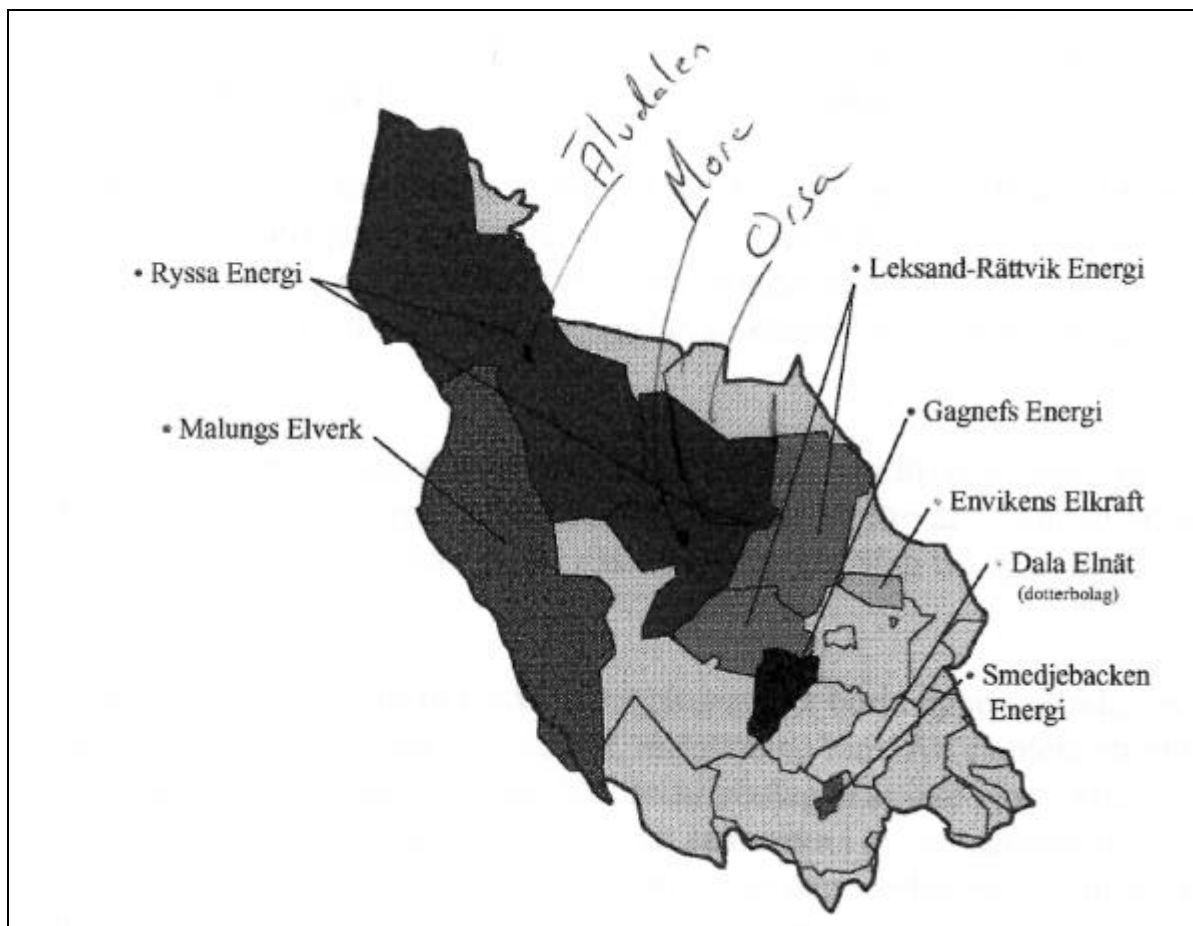 Älvdalen
Mora
Orsa
• Ryssa Energi
• Leksand-Rättvik Energi
• Malungs Elverk
• Gagnefs Energi
• Envikens Elkraft
• Dala Elnät
(dotterbolag)
• Smedjebacken
Energi